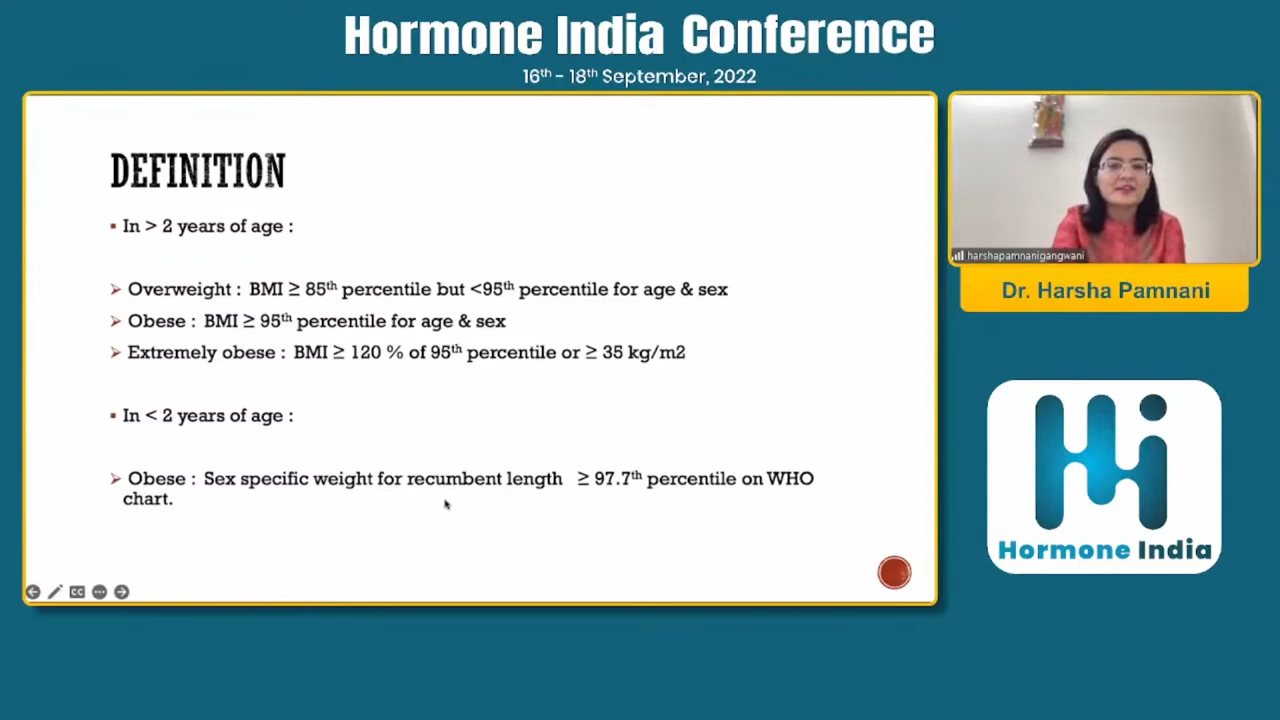 Hormone India Conference
16th - 18th September, 2022
DEFINITION
▪ In > 2 years of age :
➢ Overweight : BMI ≥ 85th percentile but <95th percentile for age & sex
➢ Obese : BMI ≥ 95th percentile for age & sex
➢ Extremely obese : BMI ≥ 120 % of 95th percentile or ≥ 35 kg/m2
▪ In < 2 years of age :
➢ Obese : Sex specific weight for recumbent length ≥ 97.7th percentile on WHO
chart.
CC
harshapamnanigangwani
Dr. Harsha Pamnani
Hormone India